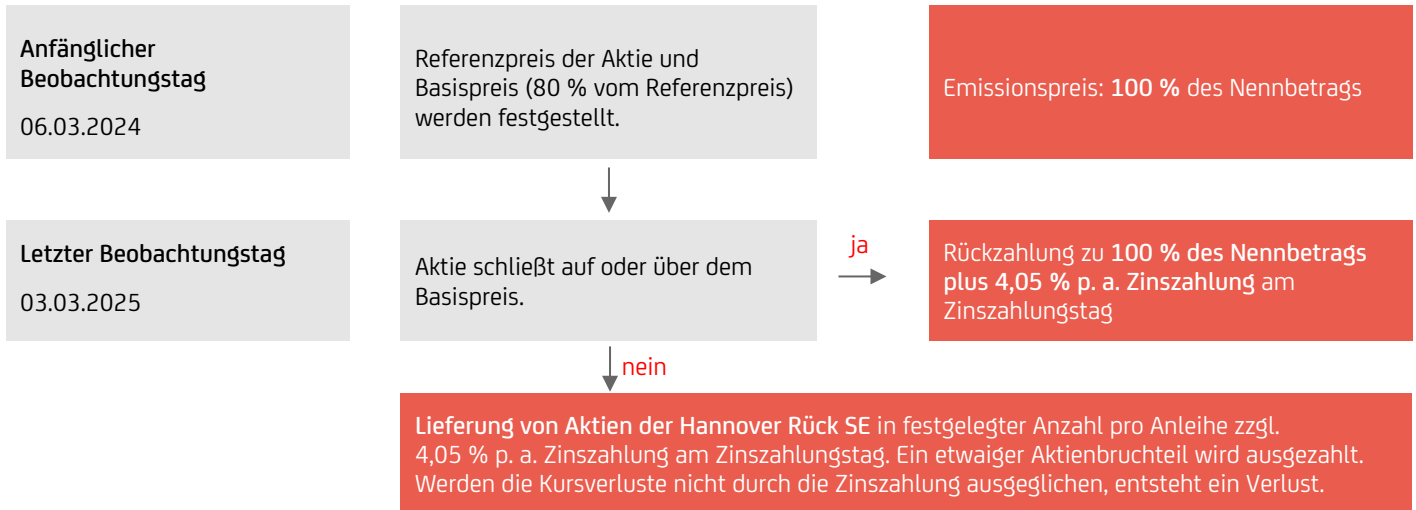 Anfänglicher
Beobachtungstag
06.03.2024
Referenzpreis der Aktie und
Basispreis (80 % vom Referenzpreis)
werden festgestellt.
Emissionspreis: 100 % des Nennbetrags
Letzter Beobachtungstag
03.03.2025
Aktie schließt auf oder über dem
Basispreis.
ja
Rückzahlung zu 100 % des Nennbetrags
plus 4,05 % p. a. Zinszahlung am
Zinszahlungstag
nein
Lieferung von Aktien der Hannover Rück SE in festgelegter Anzahl pro Anleihe zzgl.
4,05 % p. a. Zinszahlung am Zinszahlungstag. Ein etwaiger Aktienbruchteil wird ausgezahlt.
Werden die Kursverluste nicht durch die Zinszahlung ausgeglichen, entsteht ein Verlust.